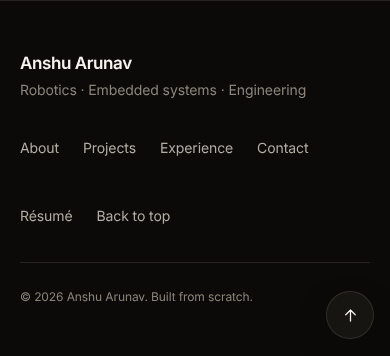 Anshu Arunav
Robotics · Embedded systems · Engineering
About Projects Experience Contact
Résumé Back to top
© 2026 Anshu Arunav. Built from scratch.